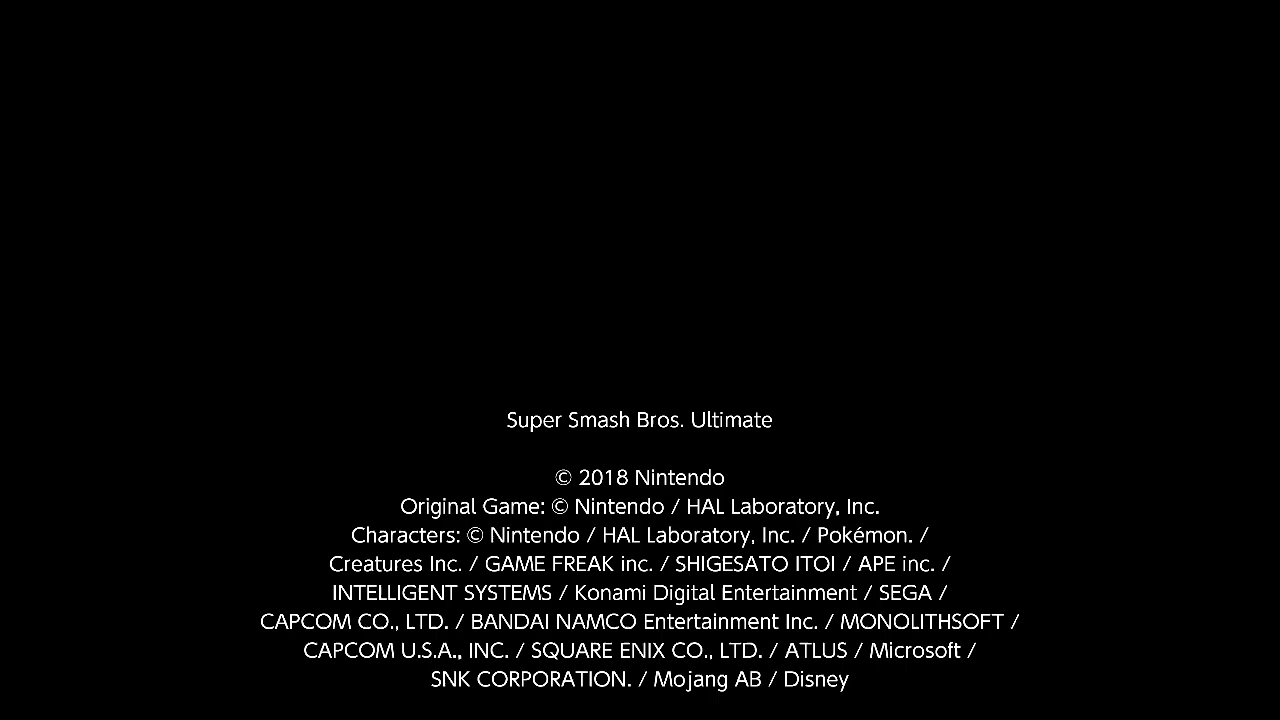 Super Smash Bros. Ultimate
© 2018 Nintendo
Original Game: © Nintendo / HAL Laboratory, Inc.
Characters: © Nintendo / HAL Laboratory, Inc. / Pokémon. /
Creatures Inc. / GAME FREAK inc. / SHIGESATO ITOI / APE inc. /
INTELLIGENT SYSTEMS / Konami Digital Entertainment / SEGA /
CAPCOM CO., LTD. / BANDAI NAMCO Entertainment Inc. / MONOLITHSOFT /
CAPCOM U.S.A., INC. / SQUARE ENIX CO., LTD. / ATLUS / Microsoft /
SNK CORPORATION. / Mojang AB / Disney